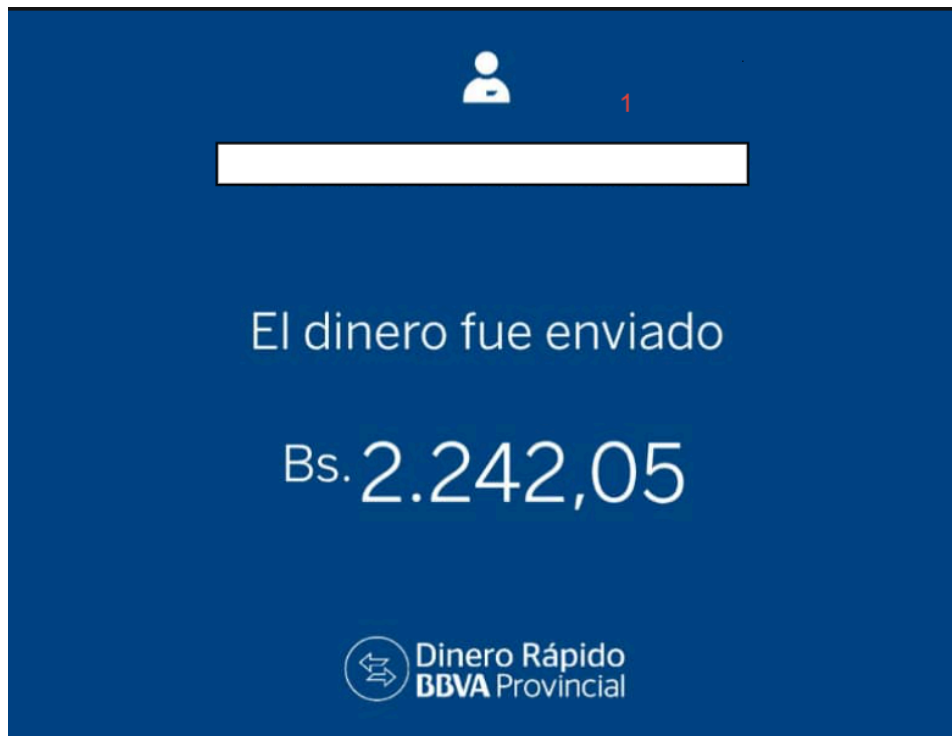 1
El dinero fue enviado
Bs. 2.242,05
Dinero Rápido
BBVA Provincial